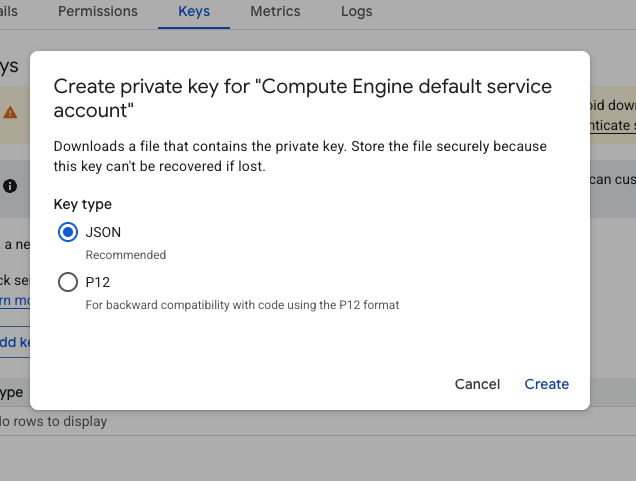 ails Permissions Keys Metrics Logs
ys
Create private key for "Compute Engine default service
account"
oid dow
Downloads a file that contains the private key. Store the file securely because
nticate s
this key can't be recovered if lost.
can cus
Key type
JSON
Recommended
a ne
P12
ck se
rn mo
For backward compatibility with code using the P12 format
dd ke
Cancel Create
ype
No rows to display